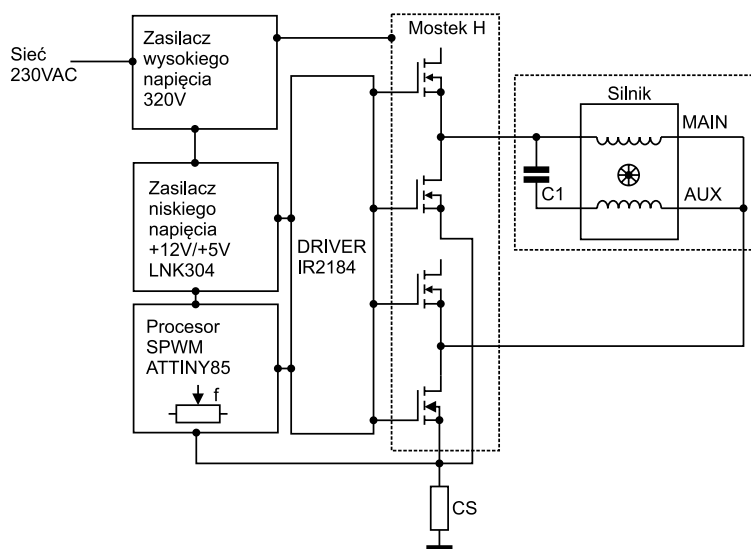 Sieć
230VAC
Zasilacz
wysokiego
napięcia
320V
Zasilacz
niskiego
napięcia
+12V/+5V
LNK304
Procesor
SPWM
ATTINY85
f
DRIVER
IR2184
Mostek H
Silnik
MAIN
C1
AUX
CS